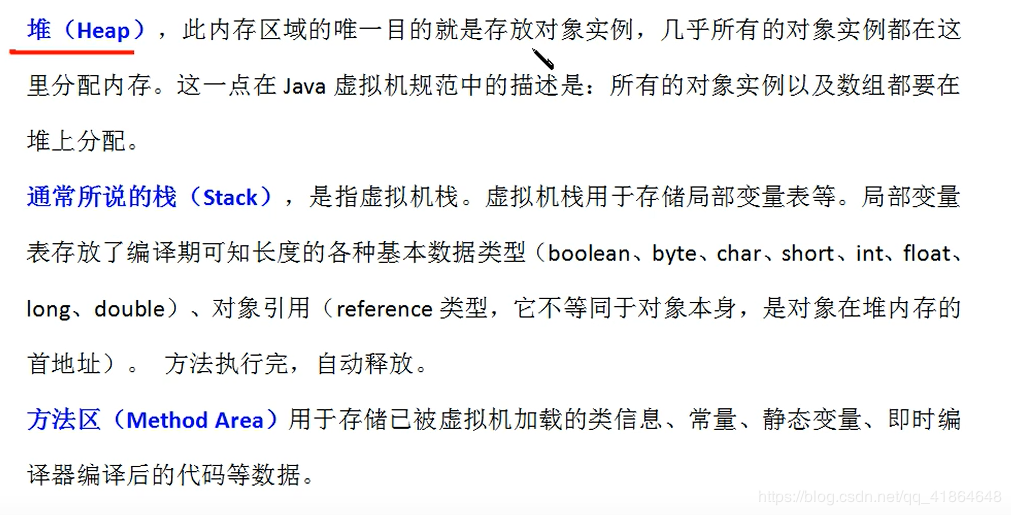 堆（Heap），此内存区域的唯一目的就是存放对象实例，几乎所有的对象实例都在这
里分配内存。这一点在 Java 虚拟机规范中的描述是：所有的对象实例以及数组都要在
堆上分配。
通常所说的栈（Stack），是指虚拟机栈。虚拟机栈用于存储局部变量表等。局部变量
表存放了编译期可知长度的各种基本数据类型（boolean、byte、char、short、int、float、
long、double）、对象引用（reference 类型，它不等同于对象本身，是对象在堆内存的
首地址）。 方法执行完，自动释放。
方法区（Method Area）用于存储已被虚拟机加载的类信息、常量、静态变量、即时编
译器编译后的代码等数据。
https://blog.csdn.net/qq_41864648